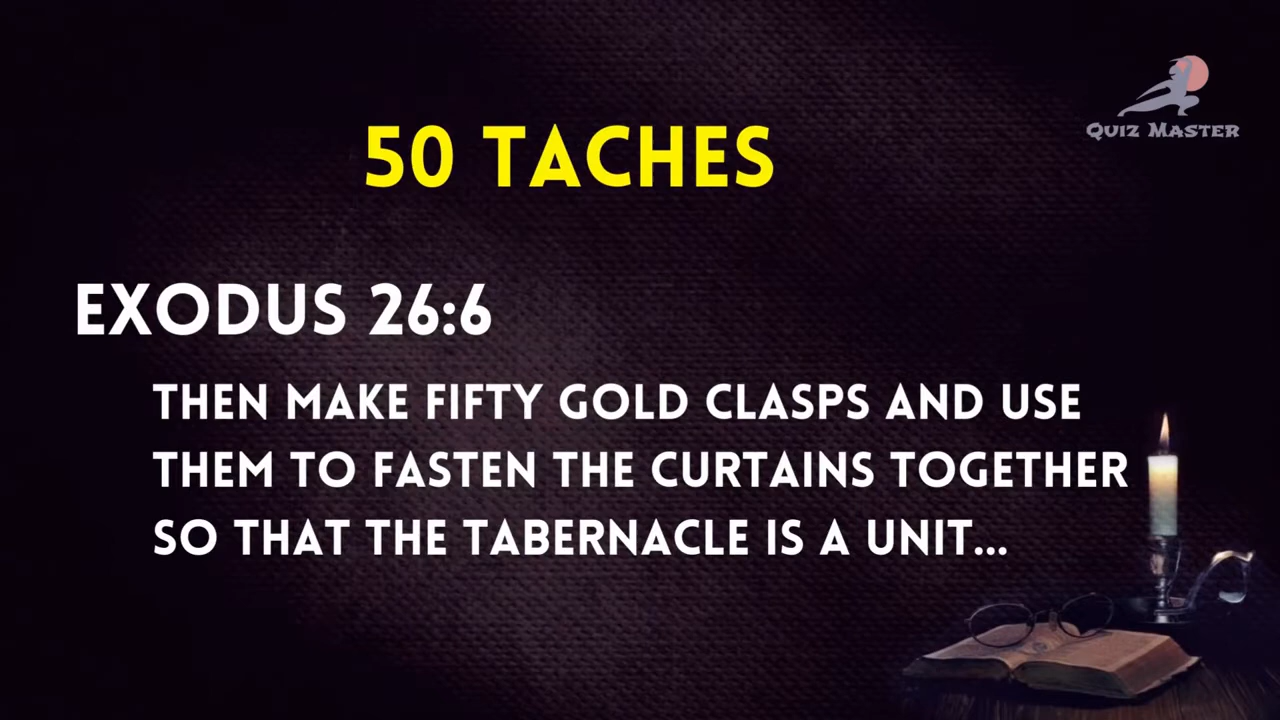 QUIZ MASTER
50 TACHES
EXODUS 26:6
THEN MAKE FIFTY GOLD CLASPS AND USE
THEM TO FASTEN THE CURTAINS TOGETHER
SO THAT THE TABERNACLE IS A UNIT...